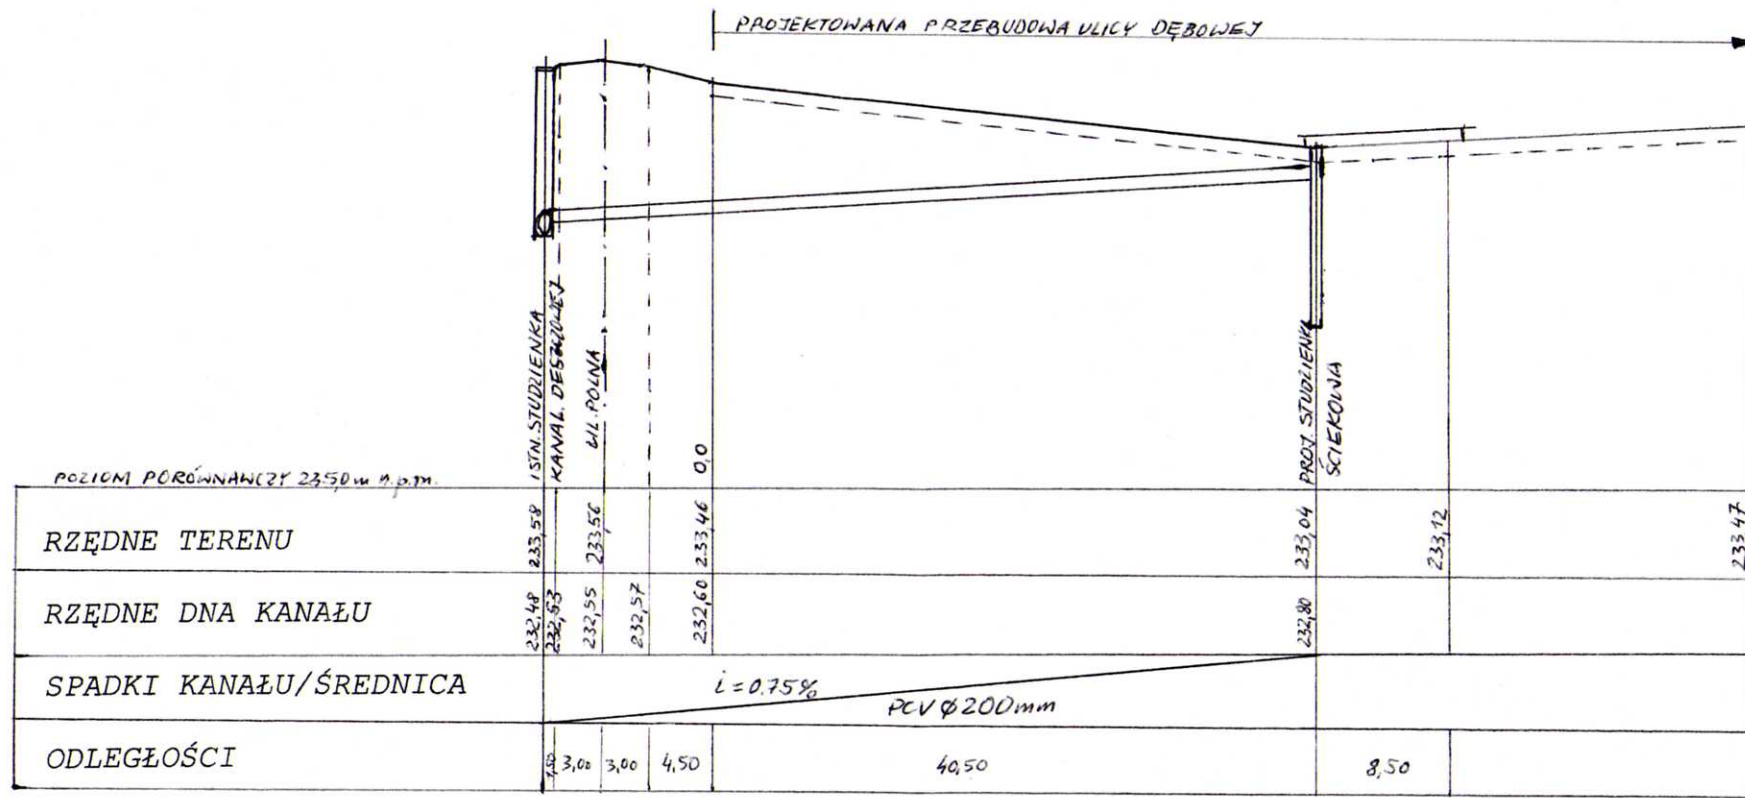 PROJEKTOWANA PRZEBUDOWA ULICY DĘBOWEJ
ISTN. STUDZIENKA
KANAL. DESZCZOWEJ
UL. POLNA
0,0
PROJ. STUDZIENKA
ŚCIEKOWA
POZIOM PORÓWNAWCZY m n.p.m.
RZĘDNE TERENU
233,58
233,56
233,46
233,04
233,12
233,47
RZĘDNE DNA KANAŁU
232,48
232,53
232,55
232,57
232,60
232,80
SPADKI KANAŁU/ŚREDNICA
i=0.75%
PCV Φ200mm
ODLEGŁOŚCI
1,50
3,00
3,00
4,50
40,50
8,50